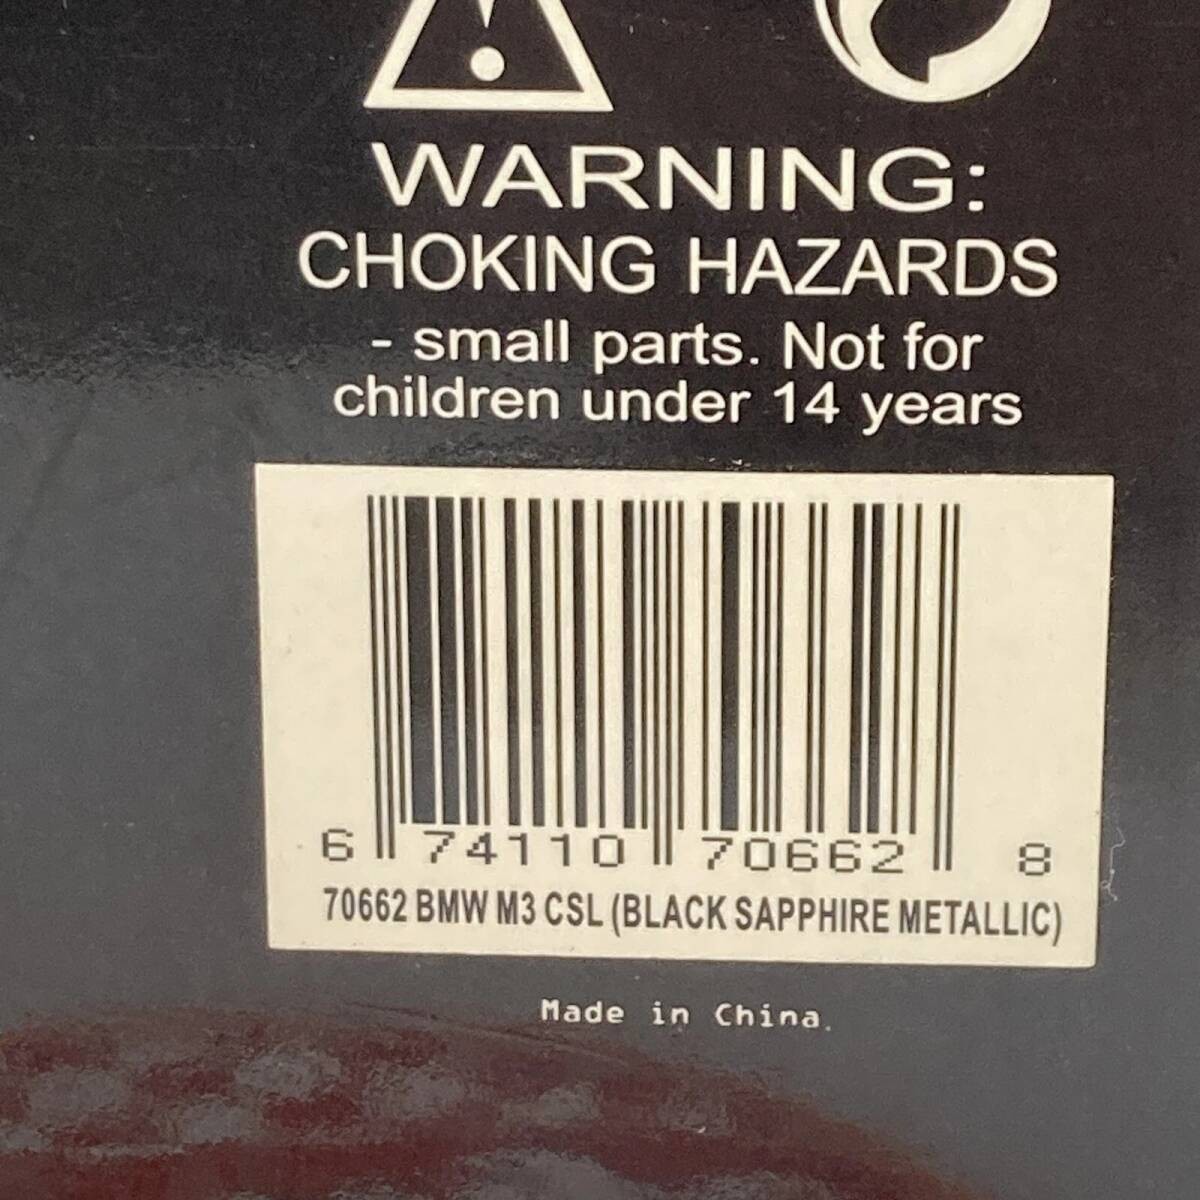 WARNING:
CHOKING HAZARDS
- small parts. Not for
children under 14 years
6 74110 70662 8
70662 BMW M3 CSL (BLACK SAPPHIRE METALLIC)
Made in China.